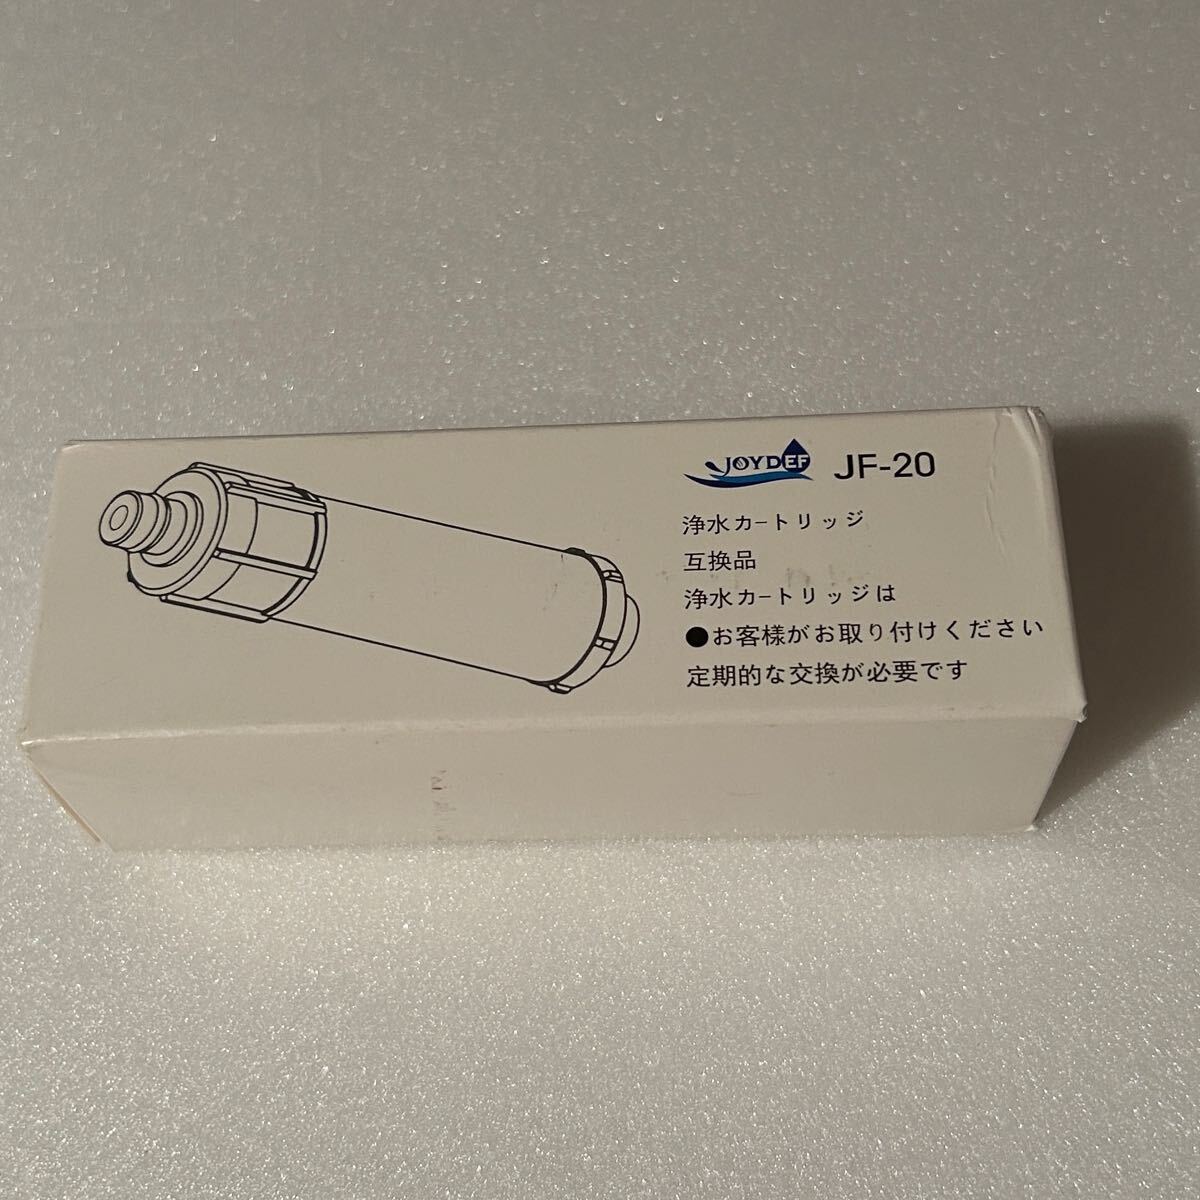 JOYDEF JF-20
浄水カートリッジ
互換品
浄水カートリッジは
●お客様がお取り付けください
定期的な交換が必要です